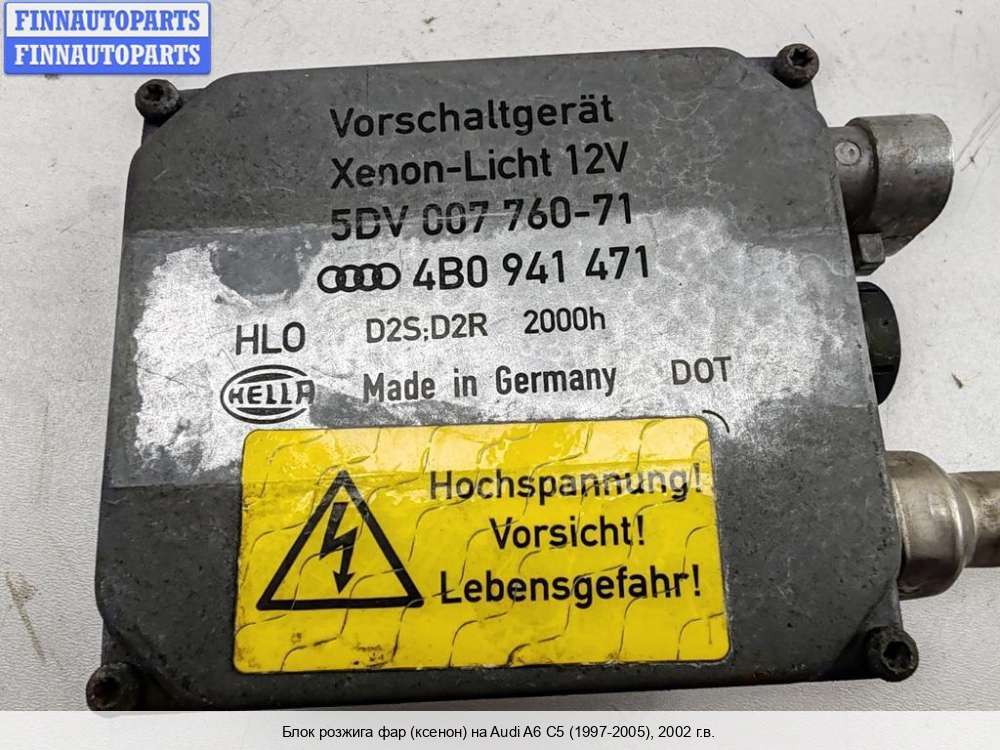 FINNAUTOPARTS
FINNAUTOPARTS
Vorschaltgerät
Xenon-Licht 12V
5DV 007 760-71
4B0 941 471
HLO D2S;D2R 2000h
HELLA Made in Germany DOT
Hochspannung!
Vorsicht!
Lebensgefahr!
Блок розжига фар (ксенон) на Audi A6 C5 (1997-2005), 2002 г.в.